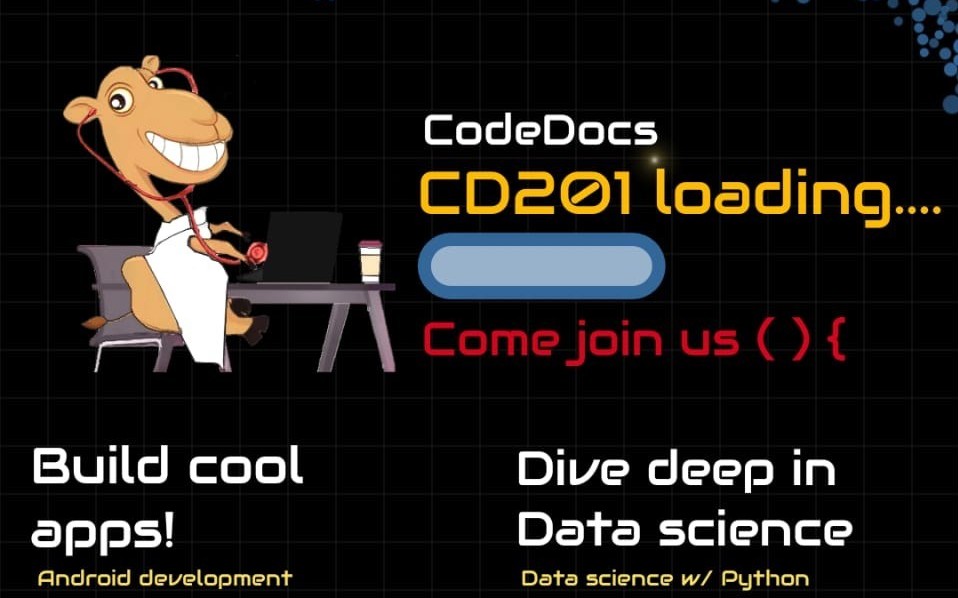 CodeDocs
CD201 loading....
Come join us ( ) {
Build cool
apps!
Android development
Dive deep in
Data science
Data science w/ Python